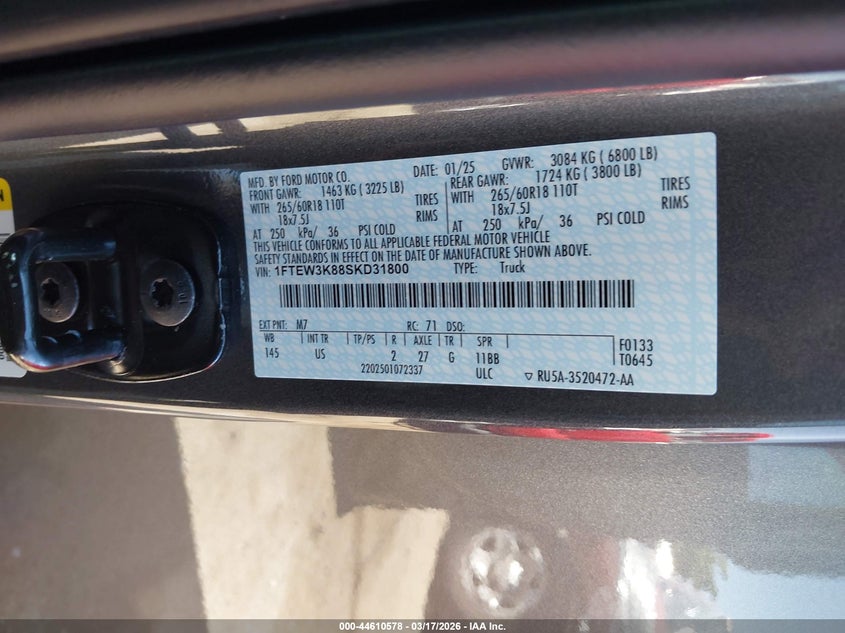 MFD. BY FORD MOTOR CO.
DATE: 01/25
GVWR: 3084 KG ( 6800 LB)
FRONT GAWR: 1463 KG ( 3225 LB)
REAR GAWR: 1724 KG ( 3800 LB)
WITH 265/60R18 110T TIRES
WITH 265/60R18 110T TIRES
18x7.5J RIMS
18x7.5J RIMS
AT 250 kPa/ 36 PSI COLD
AT 250 kPa/ 36 PSI COLD
THIS VEHICLE CONFORMS TO ALL APPLICABLE FEDERAL MOTOR VEHICLE
SAFETY STANDARDS IN EFFECT ON THE DATE OF MANUFACTURE SHOWN ABOVE.
VIN: 1FTEW3K88SKD31800 TYPE: Truck
EXT PNT: M7 RC: 71 DSO:
WB INT TR TP/PS R AXLE TR SPR
145 US 2 27 G 11BB
F0133
T0645
2202501072337 ULC
▽ RU5A-3520472-AA
000-44610578 - 03/17/2026 - IAA Inc.